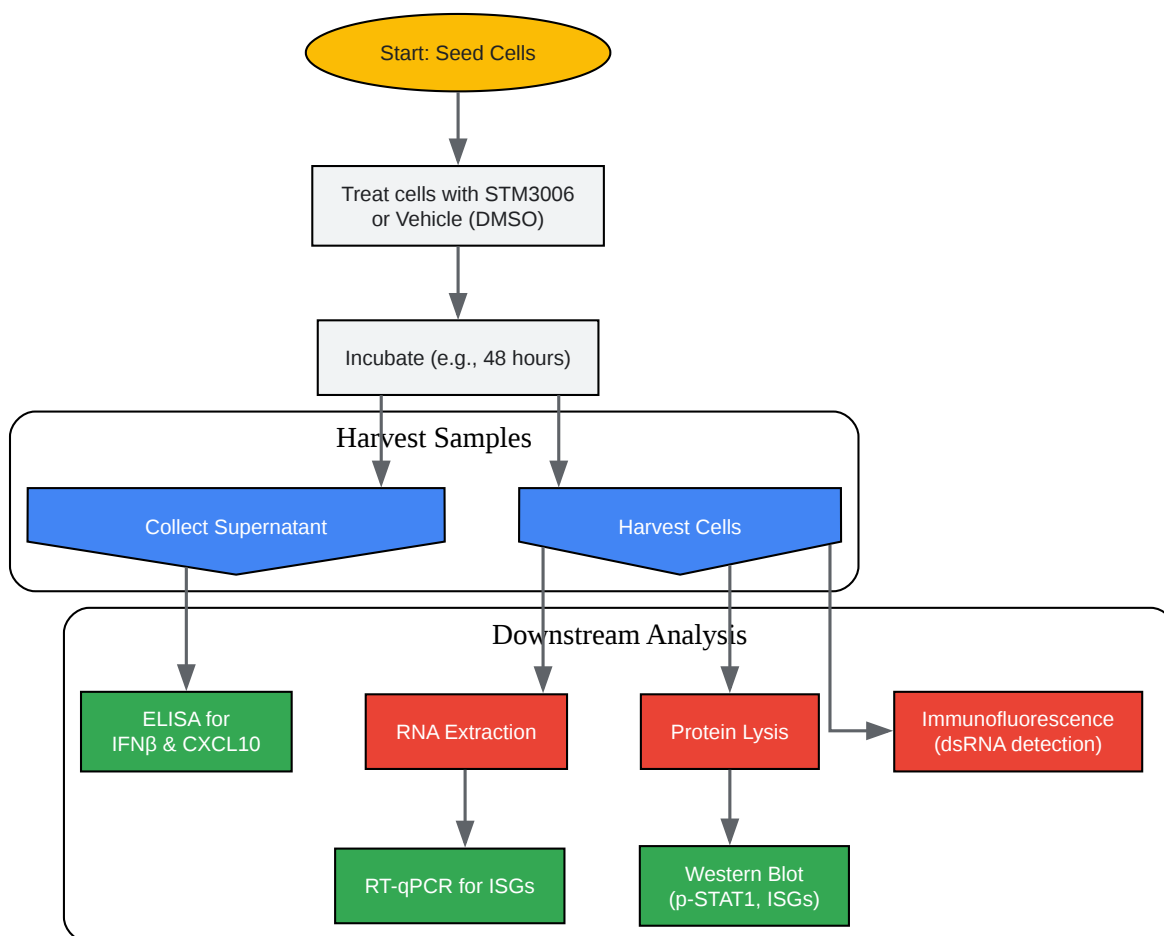 Start: Seed Cells
Treat cells with STM3006
or Vehicle (DMSO)
Incubate (e.g., 48 hours)
Harvest Samples
Collect Supernatant
Harvest Cells
Downstream Analysis
ELISA for
IFNβ & CXCL10
RNA Extraction
Protein Lysis
Immunofluorescence
(dsRNA detection)
RT-qPCR for ISGs
Western Blot
(p-STAT1, ISGs)